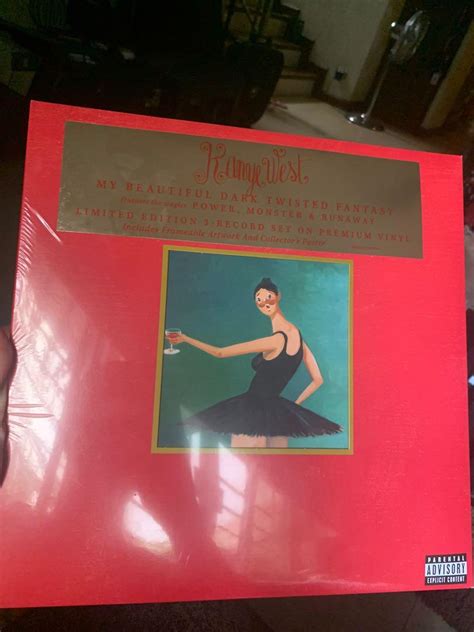 Kanye West
MY BEAUTIFUL DARK TWISTED FANTASY
Features the singles POWER, MONSTER & RUNAWAY
LIMITED EDITION 3-RECORD SET ON PREMIUM VINYL
Includes Frameable Artwork And Collector's Poster
PARENTAL
ADVISORY
EXPLICIT CONTENT